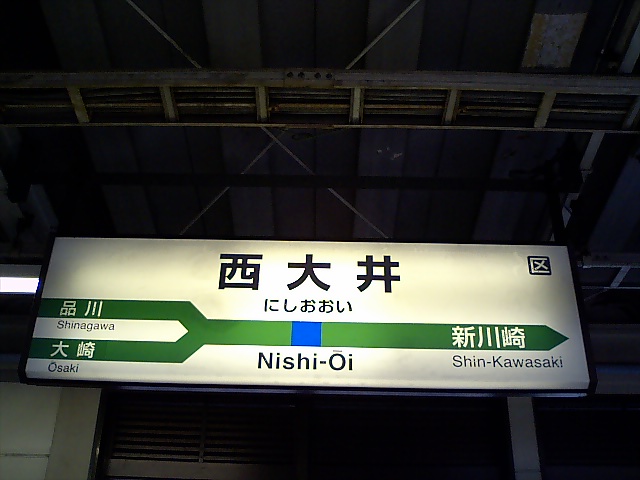 西大井
区
にしおおい
品川
Shinagawa
大崎
Ōsaki
Nishi-Ōi
新川崎
Shin-Kawasaki